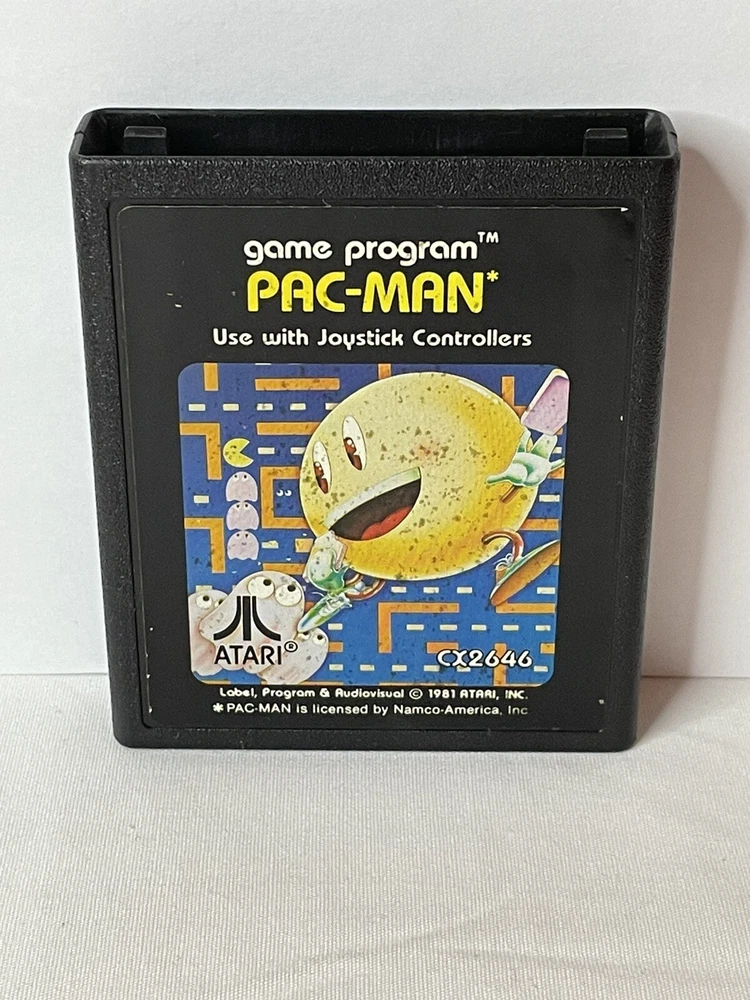 game program™
PAC-MAN*
Use with Joystick Controllers
ATARI®
CX2646
Label, Program & Audiovisual © 1981 ATARI, INC.
*PAC-MAN is licensed by Namco-America, Inc